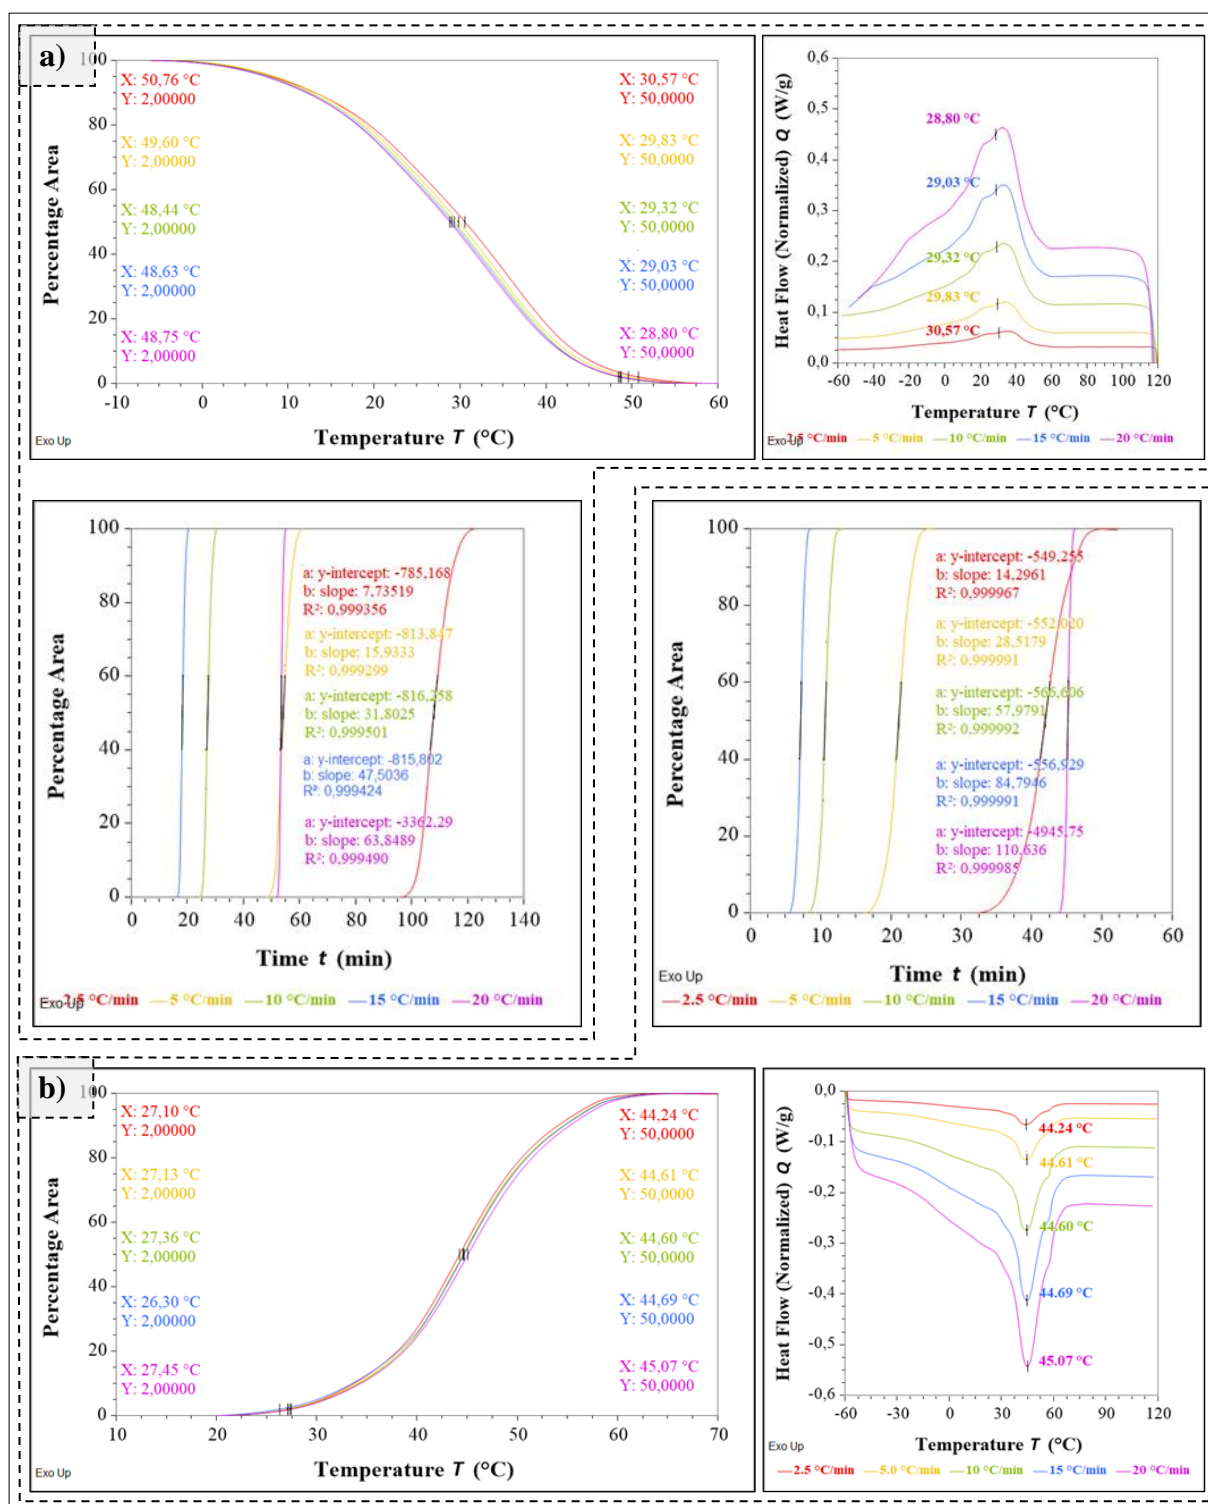 a)
100
80
60
40
20
0
Percentage Area
X: 50,76 °C
Y: 2,00000
X: 49,60 °C
Y: 2,00000
X: 48,44 °C
Y: 2,00000
X: 48,63 °C
Y: 2,00000
X: 48,75 °C
Y: 2,00000
X: 30,57 °C
Y: 50,0000
X: 29,83 °C
Y: 50,0000
X: 29,32 °C
Y: 50,0000
X: 29,03 °C
Y: 50,0000
X: 28,80 °C
Y: 50,0000
-10 0 10 20 30 40 50 60
Temperature T (°C)
Exo Up
0,6
0,5
0,4
0,3
0,2
0,1
0,0
Heat Flow (Normalized) Q (W/g)
28,80 °C
29,03 °C
29,32 °C
29,83 °C
30,57 °C
-60 -40 -20 0 20 40 60 80 100 120
Temperature T (°C)
Exo Up
2,5 °C/min 5 °C/min 10 °C/min 15 °C/min 20 °C/min
100
80
60
40
20
0
Percentage Area
a: y-intercept: -785,168
b: slope: 7,73519
R²: 0,999356
a: y-intercept: -813,847
b: slope: 15,9333
R²: 0,999299
a: y-intercept: -816,258
b: slope: 31,8025
R²: 0,999501
a: y-intercept: -815,802
b: slope: 47,5036
R²: 0,999424
a: y-intercept: -3362,29
b: slope: 63,8489
R²: 0,999490
0 20 40 60 80 100 120 140
Time t (min)
Exo Up
2,5 °C/min 5 °C/min 10 °C/min 15 °C/min 20 °C/min
100
80
60
40
20
0
Percentage Area
a: y-intercept: -549,255
b: slope: 14,2961
R²: 0,999967
a: y-intercept: -552,020
b: slope: 28,5179
R²: 0,999991
a: y-intercept: -566,606
b: slope: 57,9791
R²: 0,999992
a: y-intercept: -556,929
b: slope: 84,7946
R²: 0,999991
a: y-intercept: -4945,75
b: slope: 110,636
R²: 0,999985
0 10 20 30 40 50 60
Time t (min)
Exo Up
2.5 °C/min 5 °C/min 10 °C/min 15 °C/min 20 °C/min
b)
100
80
60
40
20
0
Percentage Area
X: 27,10 °C
Y: 2,00000
X: 27,13 °C
Y: 2,00000
X: 27,36 °C
Y: 2,00000
X: 26,30 °C
Y: 2,00000
X: 27,45 °C
Y: 2,00000
X: 44,24 °C
Y: 50,0000
X: 44,61 °C
Y: 50,0000
X: 44,60 °C
Y: 50,0000
X: 44,69 °C
Y: 50,0000
X: 45,07 °C
Y: 50,0000
10 20 30 40 50 60 70
Temperature T (°C)
Exo Up
0,0
-0,1
-0,2
-0,3
-0,4
-0,5
-0,6
Heat Flow (Normalized) Q (W/g)
44.24 °C
44.61 °C
44.60 °C
44.69 °C
45.07 °C
-60 -30 0 30 60 90 120
Temperature T (°C)
Exo Up
2.5 °C/min 5.0 °C/min 10 °C/min 15 °C/min 20 °C/min